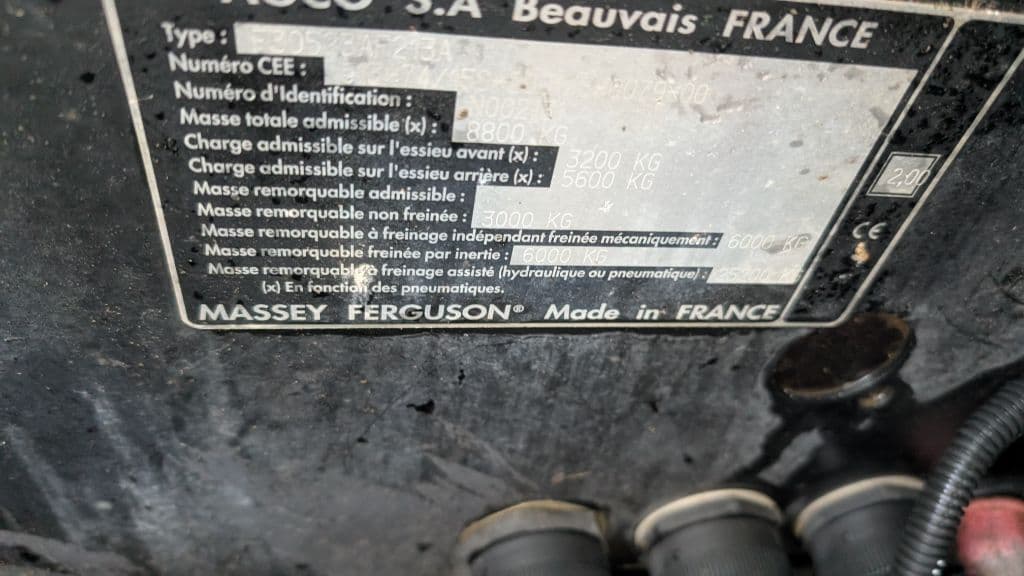 AGCO S.A Beauvais FRANCE
Type :
Numéro CEE :
Numéro d'Identification :
Masse totale admissible (x) : 8800 KG
Charge admissible sur l'essieu avant (x) : 3200 KG
Charge admissible sur l'essieu arrière (x) : 5600 KG
Masse remorquable admissible :
Masse remorquable non freinée : 3000 KG
Masse remorquable à freinage indépendant freinée mécaniquement : 6000 KG
Masse remorquable freinée par inertie : 6000 KG
Masse remorquable à freinage assisté (hydraulique ou pneumatique) :
(x) En fonction des pneumatiques.
MASSEY FERGUSON® Made in FRANCE
2,00
CE